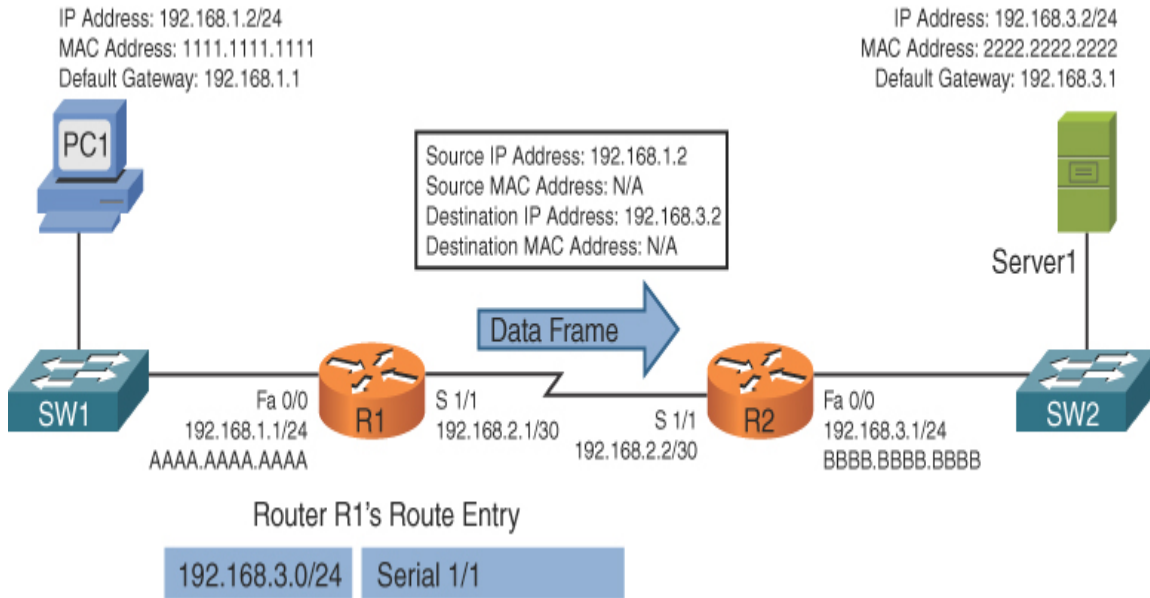 IP Address: 192.168.1.2/24
MAC Address: 1111.1111.1111
Default Gateway: 192.168.1.1
IP Address: 192.168.3.2/24
MAC Address: 2222.2222.2222
Default Gateway: 192.168.3.1
PC1
Source IP Address: 192.168.1.2
Source MAC Address: N/A
Destination IP Address: 192.168.3.2
Destination MAC Address: N/A
Server1
Data Frame
SW1
Fa 0/0
192.168.1.1/24
AAAA.AAAA.AAAA
R1
S 1/1
192.168.2.1/30
S 1/1
192.168.2.2/30
R2
Fa 0/0
192.168.3.1/24
BBBB.BBBB.BBBB
SW2
Router R1's Route Entry
192.168.3.0/24
Serial 1/1